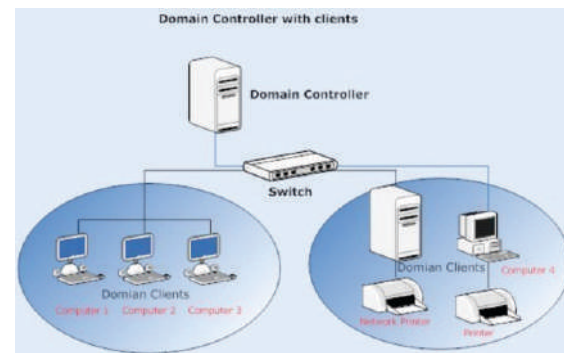 Domain Controller with clients
Domain Controller
Switch
Domian Clients
Computer 1 Computer 2 Computer 3
Domian Clients
Computer 4
Network Printer
Printer